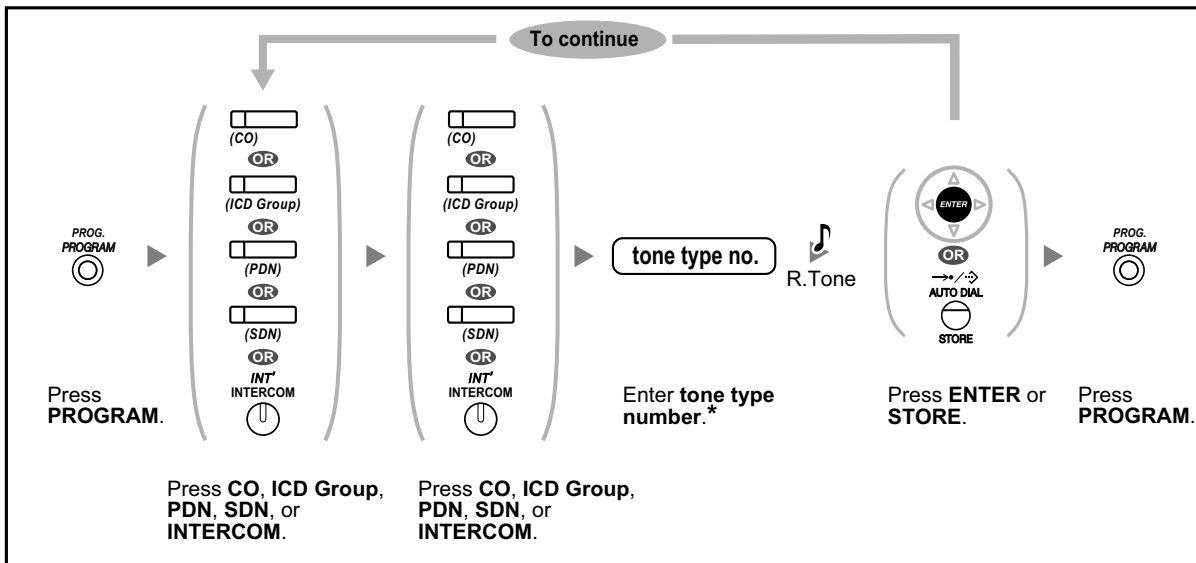 To continue
PROG.
PROGRAM
Press
PROGRAM.
(CO)
OR
(ICD Group)
OR
(PDN)
OR
(SDN)
OR
INT'
INTERCOM
Press CO, ICD Group,
PDN, SDN, or
INTERCOM.
(CO)
OR
(ICD Group)
OR
(PDN)
OR
(SDN)
OR
INT'
INTERCOM
Press CO, ICD Group,
PDN, SDN, or
INTERCOM.
tone type no.
Enter tone type
number.*
R.Tone
ENTER
OR
AUTO DIAL
STORE
Press ENTER or
STORE.
PROG.
PROGRAM
Press
PROGRAM.